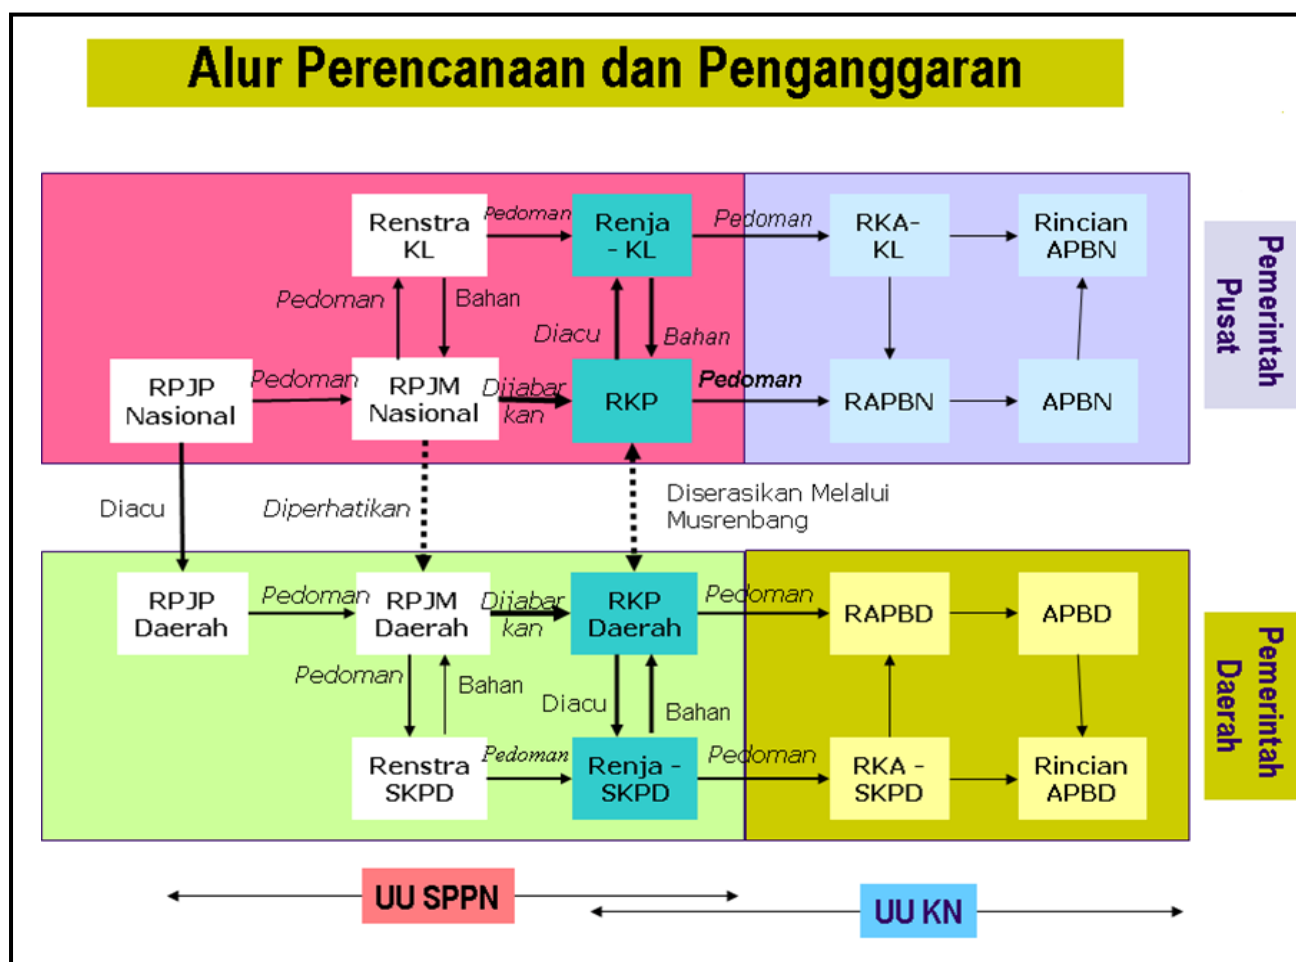 Alur Perencanaan dan Penganggaran
Renstra
KL
Pedoman
Renja
- KL
Pedoman
RKA-
KL
Rincian
APBN
Pedoman
Bahan
Diacu
Bahan
RPJP
Nasional
Pedoman
RPJM
Nasional
Dijabar
kan
RKP
Pedoman
RAPBN
APBN
Pemerintah
Pusat
Diacu
Diperhatikan
Diserasikan Melalui
Musrenbang
RPJP
Daerah
Pedoman
RPJM
Daerah
Dijabar
kan
RKP
Daerah
Pedoman
RAPBD
APBD
Pedoman
Bahan
Diacu
Bahan
Renstra
SKPD
Pedoman
Renja -
SKPD
Pedoman
RKA -
SKPD
Rincian
APBD
Pemerintah
Daerah
UU SPPN
UU KN